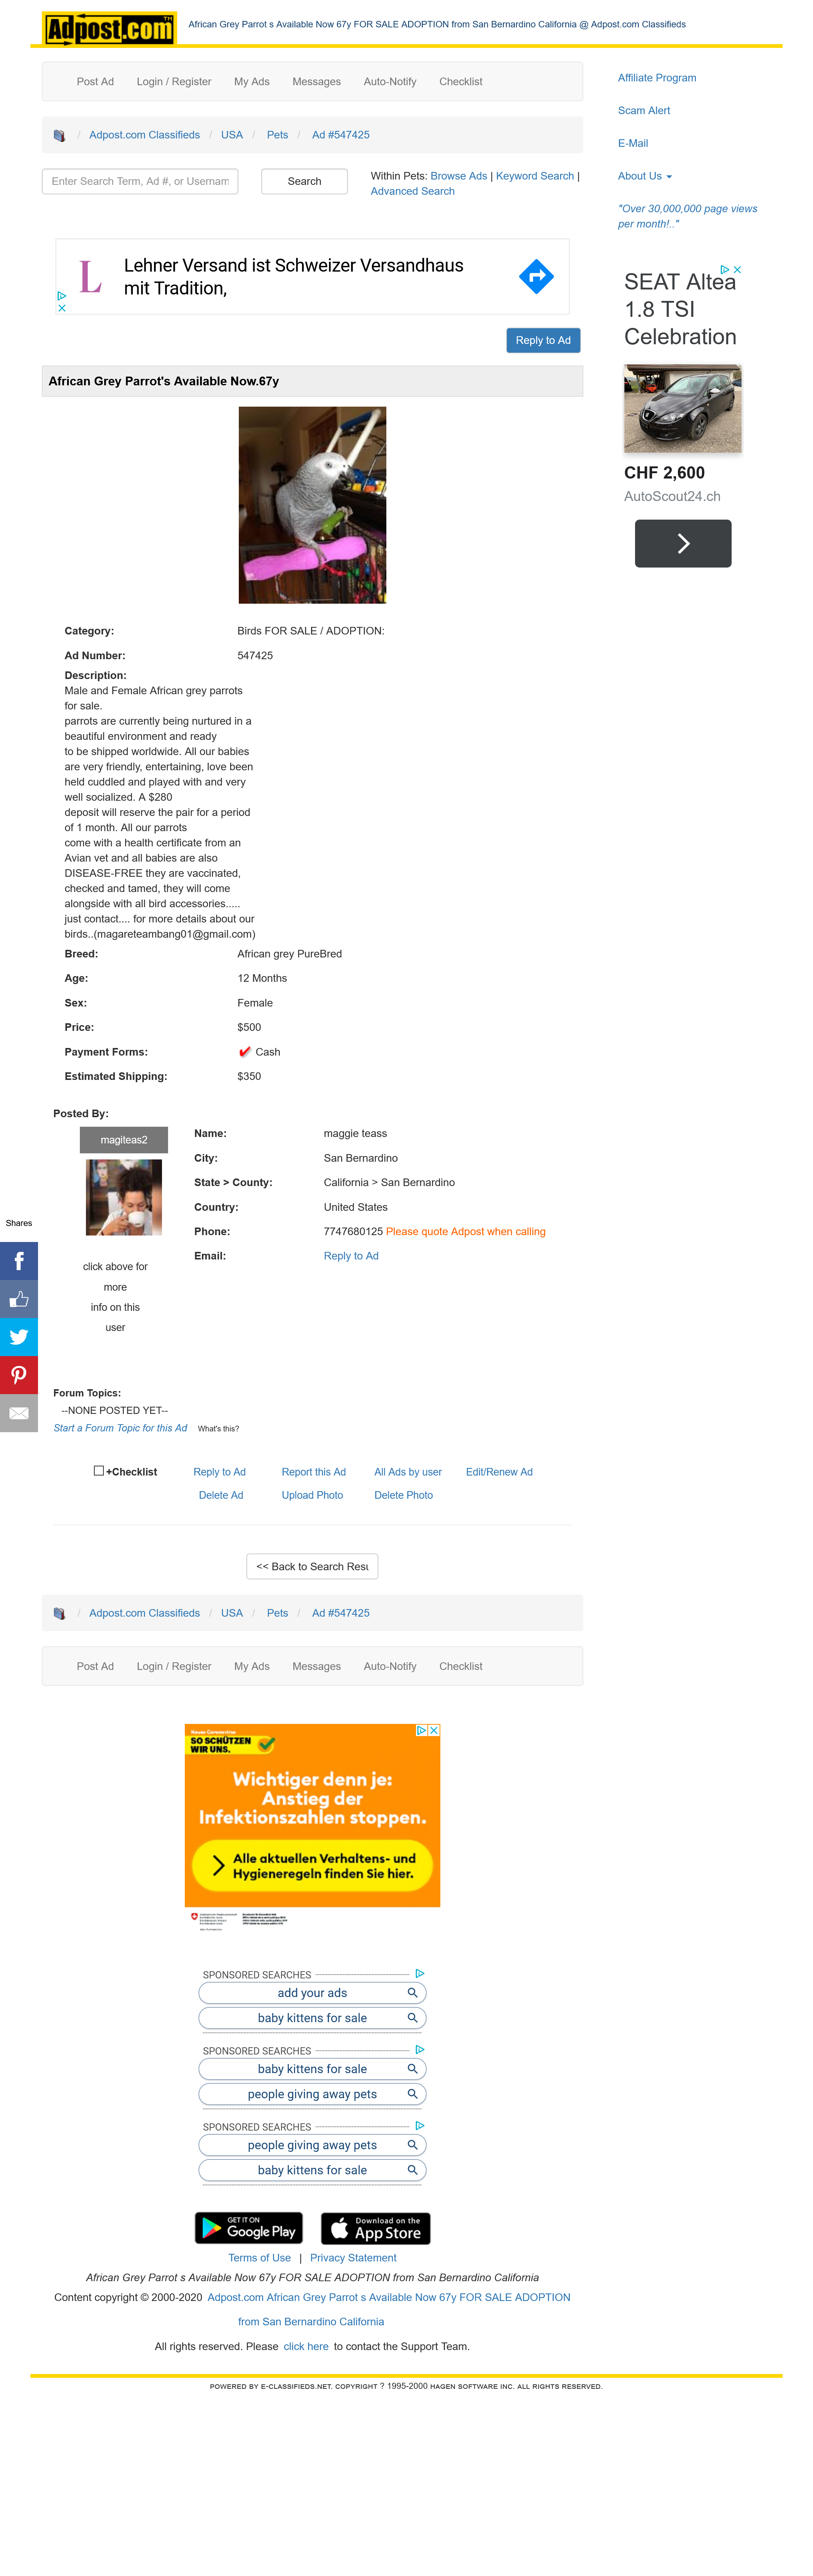 Adpost.com TM
African Grey Parrot s Available Now 67y FOR SALE ADOPTION from San Bernardino California @ Adpost.com Classifieds
Post Ad Login / Register My Ads Messages Auto-Notify Checklist
/ Adpost.com Classifieds / USA / Pets / Ad #547425
Enter Search Term, Ad #, or Usernam
Search
Within Pets: Browse Ads | Keyword Search |
Advanced Search
Affiliate Program
Scam Alert
E-Mail
About Us
"Over 30,000,000 page views
per month!.."
L
Lehner Versand ist Schweizer Versandhaus
mit Tradition,
SEAT Altea
1.8 TSI
Celebration
CHF 2,600
AutoScout24.ch
Reply to Ad
African Grey Parrot's Available Now.67y
Category: Birds FOR SALE / ADOPTION:
Ad Number: 547425
Description:
Male and Female African grey parrots
for sale.
parrots are currently being nurtured in a
beautiful environment and ready
to be shipped worldwide. All our babies
are very friendly, entertaining, love been
held cuddled and played with and very
well socialized. A $280
deposit will reserve the pair for a period
of 1 month. All our parrots
come with a health certificate from an
Avian vet and all babies are also
DISEASE-FREE they are vaccinated,
checked and tamed, they will come
alongside with all bird accessories.....
just contact.... for more details about our
birds..(magareteambang01@gmail.com)
Breed: African grey PureBred
Age: 12 Months
Sex: Female
Price: $500
Payment Forms: Cash
Estimated Shipping: $350
Posted By:
magiteas2
click above for
more
info on this
user
Name: maggie teass
City: San Bernardino
State > County: California > San Bernardino
Country: United States
Phone: 7747680125 Please quote Adpost when calling
Email: Reply to Ad
Shares
Forum Topics:
--NONE POSTED YET--
Start a Forum Topic for this Ad What's this?
+Checklist Reply to Ad Report this Ad All Ads by user Edit/Renew Ad
Delete Ad Upload Photo Delete Photo
<< Back to Search Resu
/ Adpost.com Classifieds / USA / Pets / Ad #547425
Post Ad Login / Register My Ads Messages Auto-Notify Checklist
Neues Coronavirus
SO SCHÜTZEN
WIR UNS.
Wichtiger denn je:
Anstieg der
Infektionszahlen stoppen.
Alle aktuellen Verhaltens- und
Hygieneregeln finden Sie hier.
SPONSORED SEARCHES
add your ads
baby kittens for sale
SPONSORED SEARCHES
baby kittens for sale
people giving away pets
SPONSORED SEARCHES
people giving away pets
baby kittens for sale
GET IT ON
Google Play
Download on the
App Store
Terms of Use | Privacy Statement
African Grey Parrot s Available Now 67y FOR SALE ADOPTION from San Bernardino California
Content copyright © 2000-2020 Adpost.com African Grey Parrot s Available Now 67y FOR SALE ADOPTION
from San Bernardino California
All rights reserved. Please click here to contact the Support Team.
POWERED BY E-CLASSIFIEDS.NET. COPYRIGHT ? 1995-2000 HAGEN SOFTWARE INC. ALL RIGHTS RESERVED.